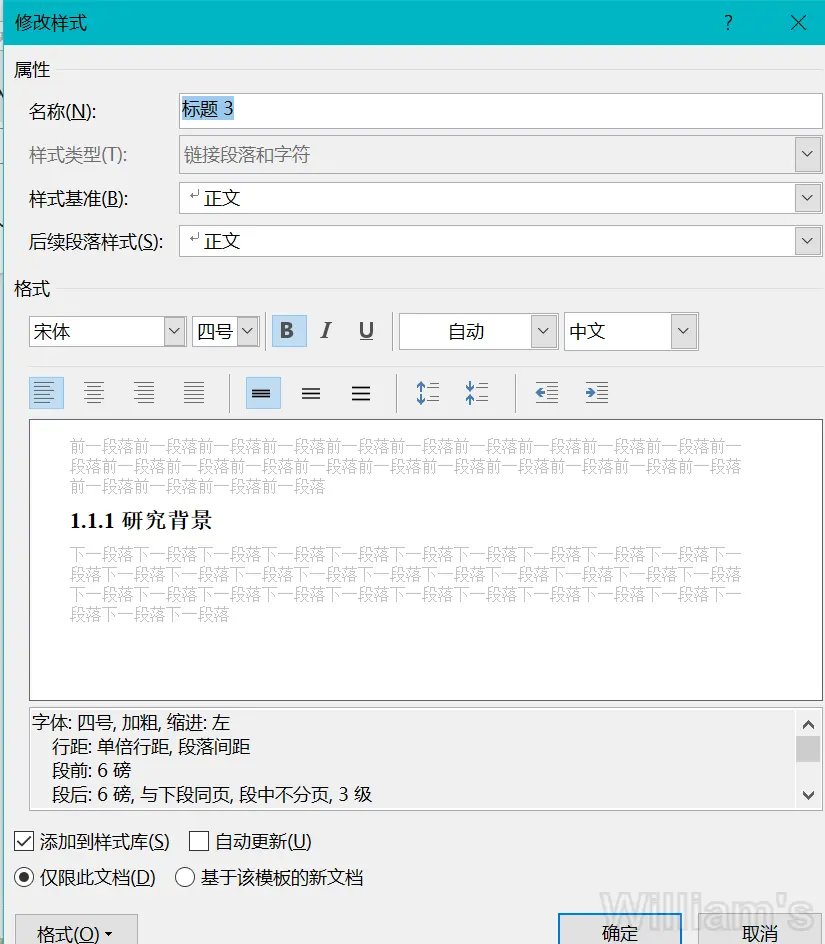 修改样式 ?
属性
名称(N): 标题 3
样式类型(T): 链接段落和字符
样式基准(B): ↵正文
后续段落样式(S): ↵正文
格式
宋体 四号 B I U 自动 中文
前一段落前一段落前一段落前一段落前一段落前一段落前一段落前一段落前一段落前一段落前一
段落前一段落前一段落前一段落前一段落前一段落前一段落前一段落前一段落前一段落前一段落
前一段落前一段落前一段落前一段落
1.1.1 研究背景
下一段落下一段落下一段落下一段落下一段落下一段落下一段落下一段落下一段落下一段落下一
段落下一段落下一段落下一段落下一段落下一段落下一段落下一段落下一段落下一段落下一段落
下一段落下一段落下一段落下一段落下一段落下一段落下一段落下一段落下一段落下一段落下一
段落下一段落下一段落
字体: 四号, 加粗, 缩进: 左
行距: 单倍行距, 段落间距
段前: 6 磅
段后: 6 磅, 与下段同页, 段中不分页, 3 级
添加到样式库(S) 自动更新(U)
仅限此文档(D) 基于该模板的新文档
William's
格式(O) 确定 取消